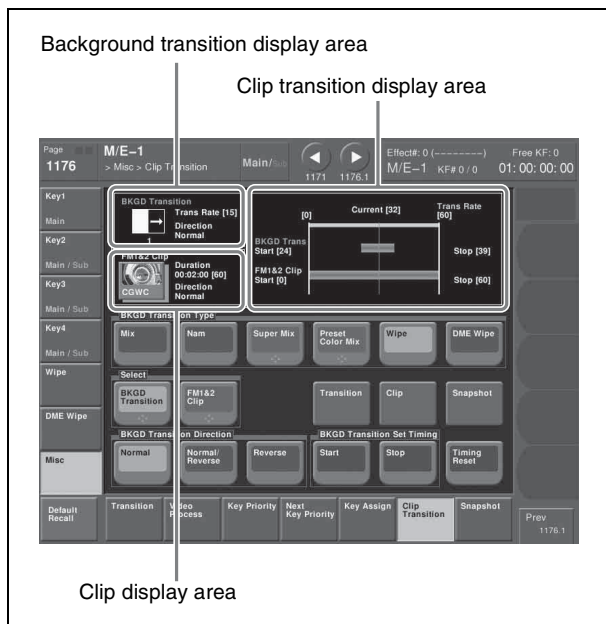 Background transition display area
Clip transition display area
Page
1176
M/E–1
> Misc > Clip Transition
Main/Sub
1171
1176.1
Effect#: 0 (--------)
M/E–1 KF# 0 / 0
Free KF: 0
01: 00: 00: 00
Key1
Main
Key2
Main / Sub
Key3
Main / Sub
Key4
Main / Sub
Wipe
DME Wipe
Misc
Default
Recall
BKGD Transition
1
Trans Rate [15]
Direction
Normal
FM1&2 Clip
CGWC
Duration
00:02:00 [60]
Direction
Normal
[0]
Current [32]
Trans Rate
[60]
BKGD Trans
Start [24]
Stop [39]
FM1&2 Clip
Start [0]
Stop [60]
BKGD Transition Type
Mix
Nam
Super Mix
Preset
Color Mix
Wipe
DME Wipe
Select
BKGD
Transition
FM1&2
Clip
Transition
Clip
Snapshot
BKGD Transition Direction
Normal
Normal/
Reverse
Reverse
BKGD Transition Set Timing
Start
Stop
Timing
Reset
Transition
Video
Process
Key Priority
Next
Key Priority
Key Assign
Clip
Transition
Snapshot
Prev
1176.1
Clip display area